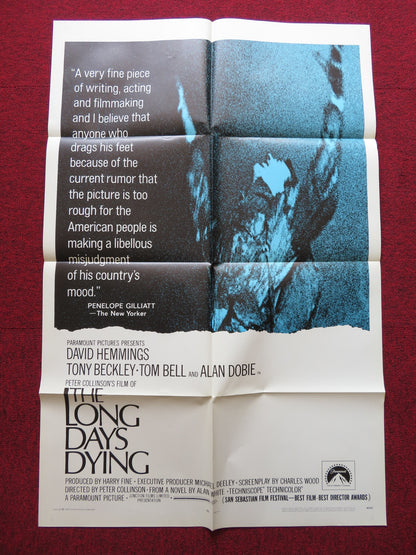 “A very fine piece
of writing, acting
and filmmaking
and I believe that
anyone who
drags his feet
because of the
current rumor that
the picture is too
rough for the
American people is
making a libellous
misjudgment
of his country's
mood.”
PENELOPE GILLIATT
—The New Yorker
PARAMOUNT PICTURES PRESENTS
DAVID HEMMINGS
TONY BECKLEY · TOM BELL AND ALAN DOBIE IN
PETER COLLINSON'S FILM OF
THE
LONG
DAYS
DYING
PRODUCED BY HARRY FINE · EXECUTIVE PRODUCER MICHAEL DEELEY · SCREENPLAY BY CHARLES WOOD
DIRECTED BY PETER COLLINSON · FROM A NOVEL BY ALAN WHITE · TECHNISCOPE® TECHNICOLOR®
A PARAMOUNT PICTURE JUNCTION FILMS LIMITED PRESENTATION (SAN SEBASTIAN FILM FESTIVAL—BEST FILM · BEST DIRECTOR AWARDS)